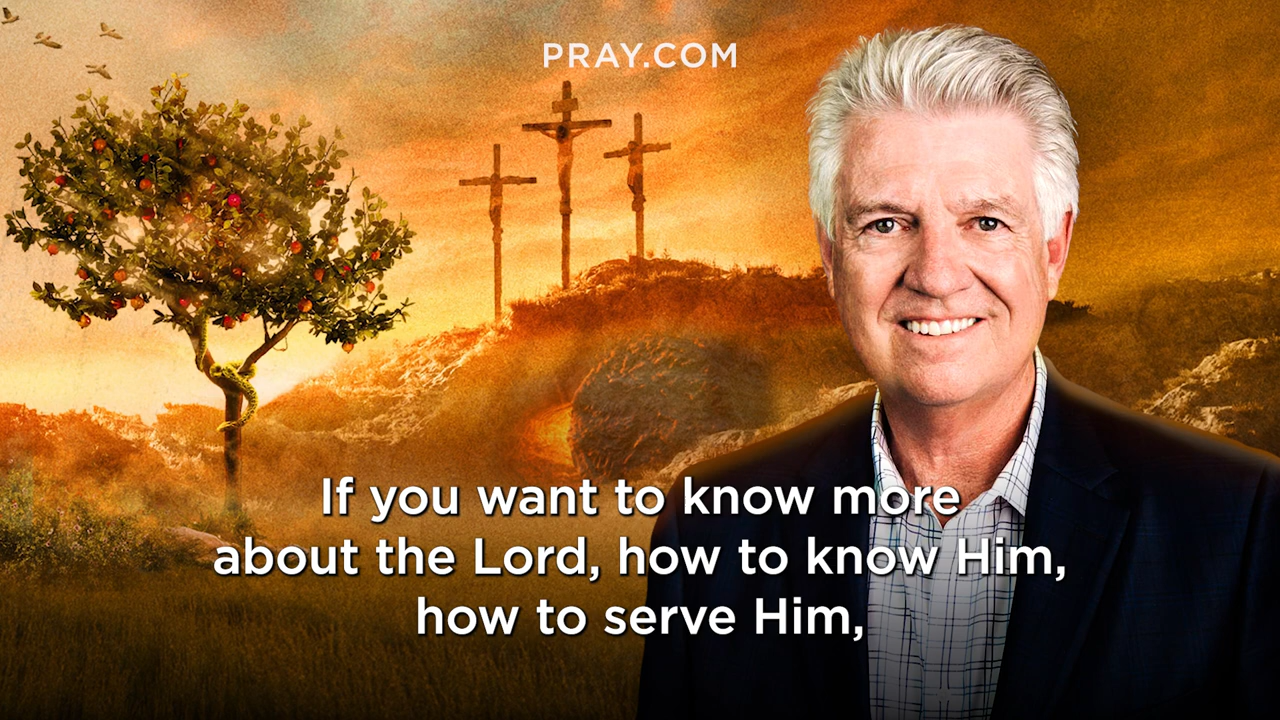 PRAY.COM
If you want to know more
about the Lord, how to know Him,
how to serve Him,